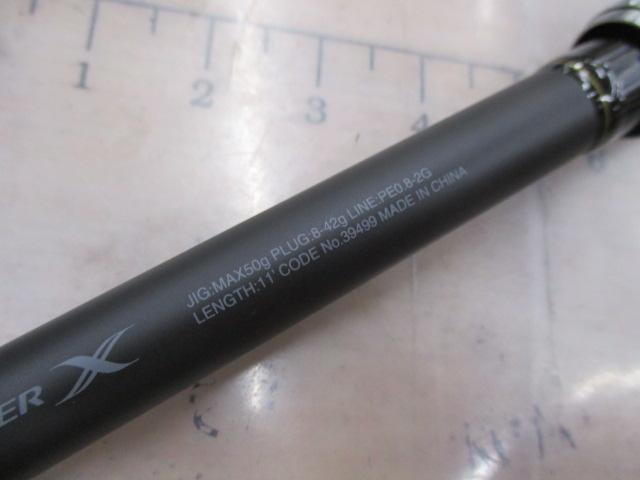 1 2 3 4
JIG:MAX50g PLUG:8-42g LINE:PE0.8-2G
LENGTH:11' CODE No.39499 MADE IN CHINA
ER X